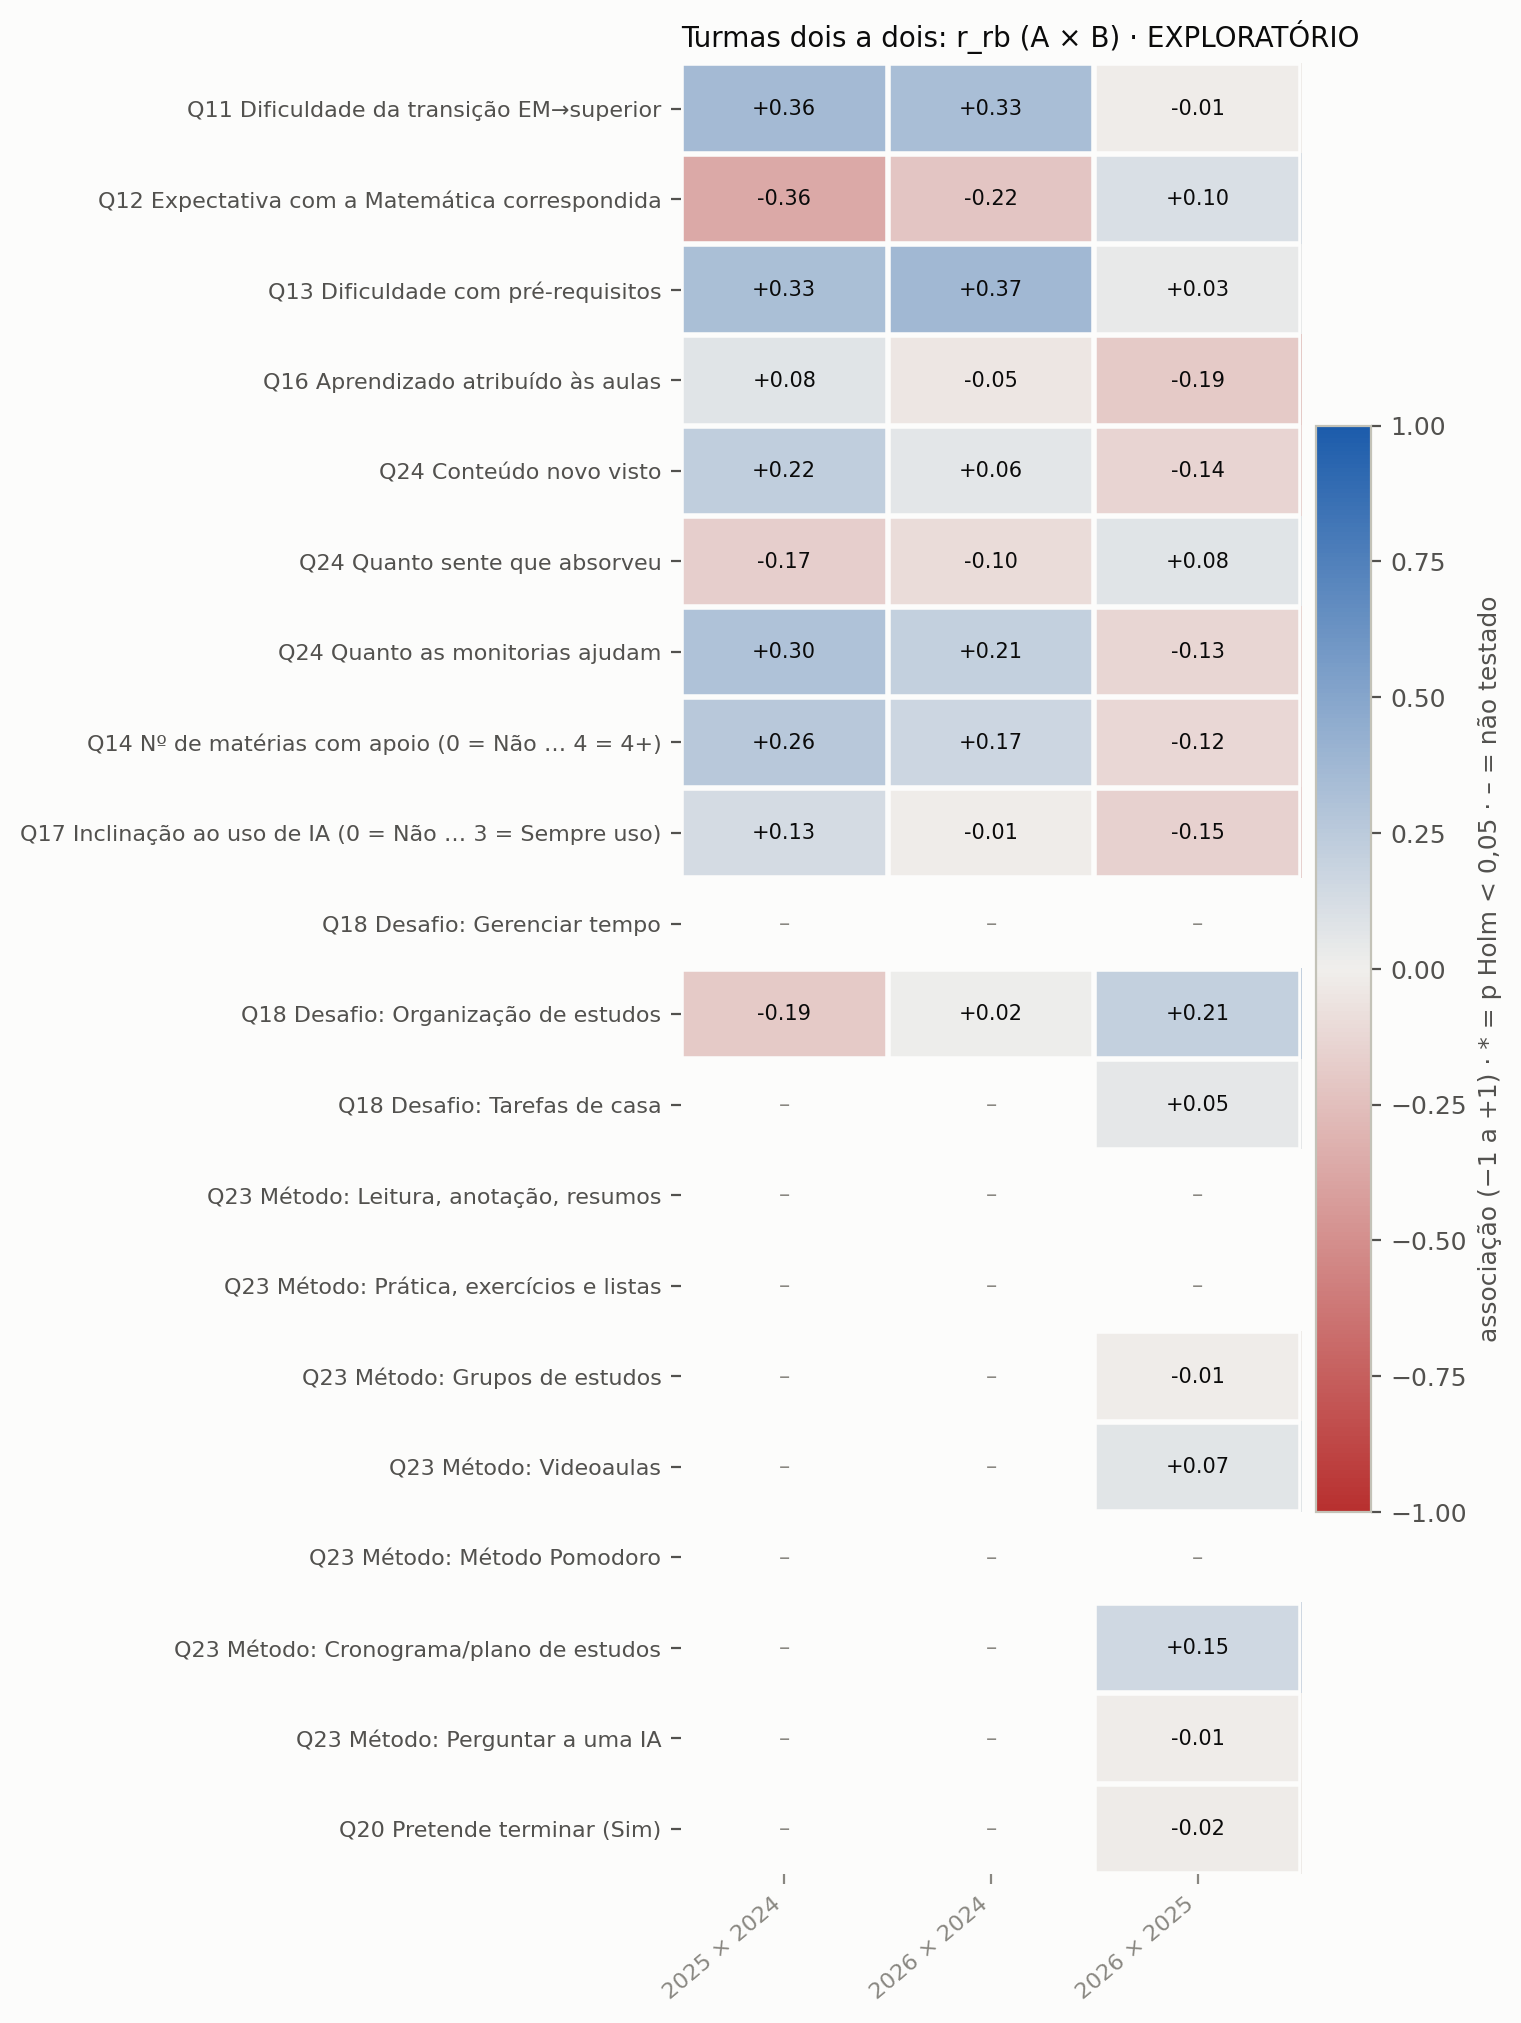 Turmas dois a dois: r_rb (A × B) · EXPLORATÓRIO
Q11 Dificuldade da transição EM→superior +0.36 +0.33 -0.01
Q12 Expectativa com a Matemática correspondida -0.36 -0.22 +0.10
Q13 Dificuldade com pré-requisitos +0.33 +0.37 +0.03
Q16 Aprendizado atribuído às aulas +0.08 -0.05 -0.19
Q24 Conteúdo novo visto +0.22 +0.06 -0.14
Q24 Quanto sente que absorveu -0.17 -0.10 +0.08
Q24 Quanto as monitorias ajudam +0.30 +0.21 -0.13
Q14 Nº de matérias com apoio (0 = Não … 4 = 4+) +0.26 +0.17 -0.12
Q17 Inclinação ao uso de IA (0 = Não … 3 = Sempre uso) +0.13 -0.01 -0.15
Q18 Desafio: Gerenciar tempo – – –
Q18 Desafio: Organização de estudos -0.19 +0.02 +0.21
Q18 Desafio: Tarefas de casa – – +0.05
Q23 Método: Leitura, anotação, resumos – – –
Q23 Método: Prática, exercícios e listas – – –
Q23 Método: Grupos de estudos – – -0.01
Q23 Método: Videoaulas – – +0.07
Q23 Método: Método Pomodoro – – –
Q23 Método: Cronograma/plano de estudos – – +0.15
Q23 Método: Perguntar a uma IA – – -0.01
Q20 Pretende terminar (Sim) – – -0.02
2025 × 2024
2026 × 2024
2026 × 2025
1.00
0.75
0.50
0.25
0.00
−0.25
−0.50
−0.75
−1.00
associação (−1 a +1) · * = p Holm < 0,05 · – = não testado